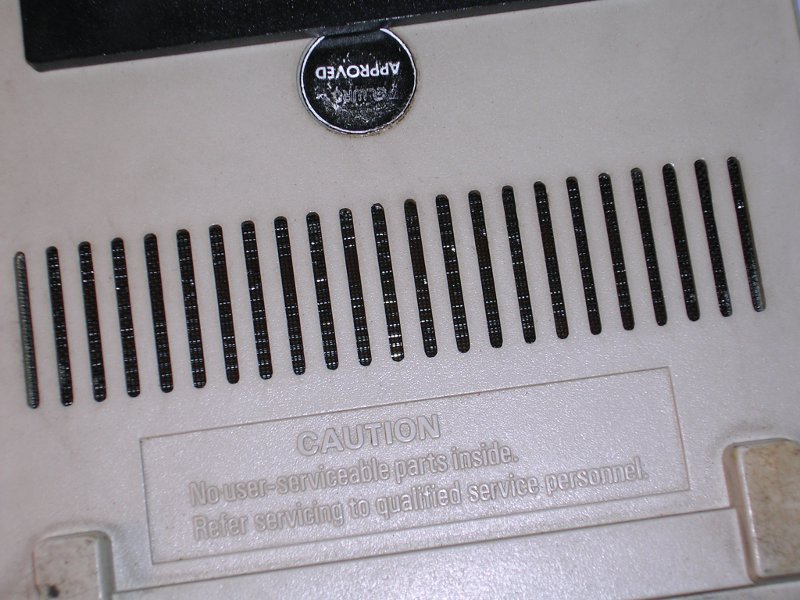 APPROVED
CAUTION
No user-serviceable parts inside.
Refer servicing to qualified service personnel.